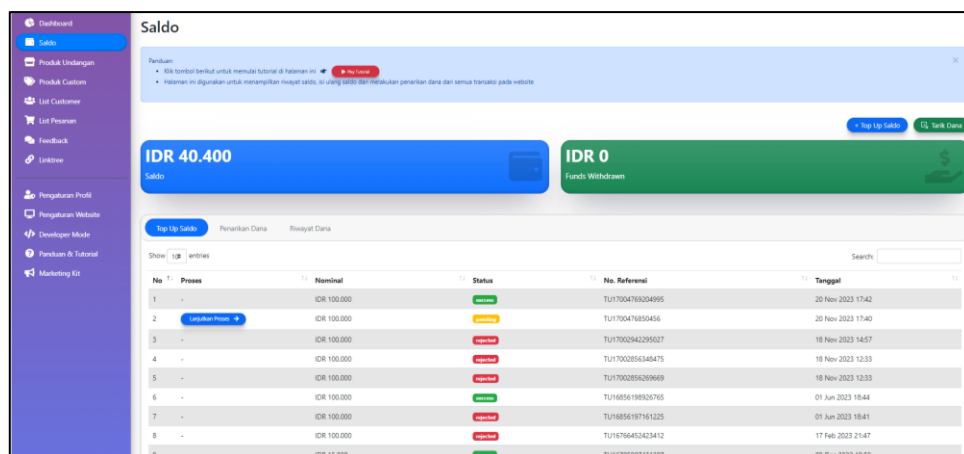 Dashboard
Saldo
Produk Undangan
Produk Custom
List Customer
List Pesanan
Feedback
Linktree
Pengaturan Profil
Pengaturan Website
Developer Mode
Panduan & Tutorial
Marketing Kit
Saldo
Panduan:
Klik tombol berikut untuk memulai tutorial di halaman ini Play Tutorial
Halaman ini digunakan untuk menampilkan riwayat saldo, isi ulang saldo dan melakukan penarikan dana dari semua transaksi pada website
+ Top Up Saldo Tarik Dana
IDR 40.400
Saldo
IDR 0
Funds Withdrawn
Top Up Saldo Penarikan Dana Riwayat Dana
Show 10 entries Search:
No Proses Nominal Status No. Referensi Tanggal
1 - IDR 100.000 success TU17004769204995 20 Nov 2023 17:42
2 Lanjutkan Proses → IDR 100.000 pending TU1700476850456 20 Nov 2023 17:40
3 - IDR 100.000 rejected TU17002942295027 18 Nov 2023 14:57
4 - IDR 100.000 rejected TU17002856348475 18 Nov 2023 12:33
5 - IDR 100.000 rejected TU17002856269669 18 Nov 2023 12:33
6 - IDR 100.000 success TU16856198926765 01 Jun 2023 18:44
7 - IDR 100.000 rejected TU16856197161225 01 Jun 2023 18:41
8 - IDR 100.000 rejected TU16766452423412 17 Feb 2023 21:47